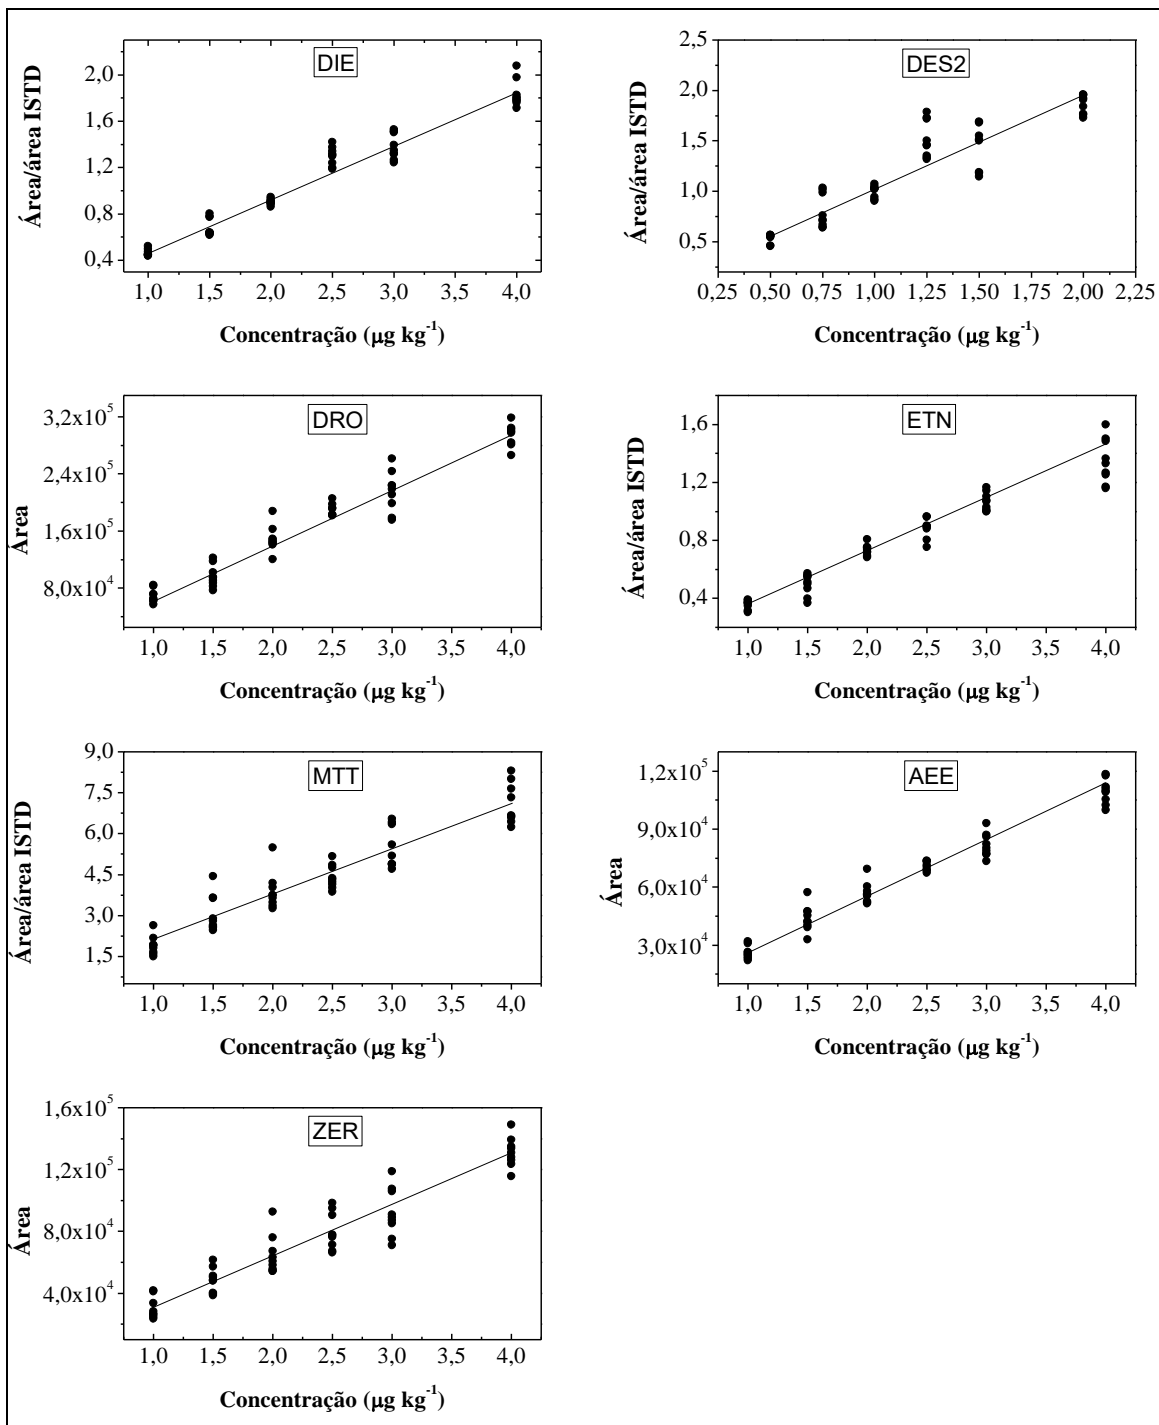 DIE
Área/área ISTD
2,0
1,6
1,2
0,8
0,4
1,0 1,5 2,0 2,5 3,0 3,5 4,0
Concentração (μg kg⁻¹)
DES2
Área/área ISTD
2,5
2,0
1,5
1,0
0,5
0,25 0,50 0,75 1,00 1,25 1,50 1,75 2,00 2,25
Concentração (μg kg⁻¹)
DRO
Área
3,2x10⁵
2,4x10⁵
1,6x10⁵
8,0x10⁴
1,0 1,5 2,0 2,5 3,0 3,5 4,0
Concentração (μg kg⁻¹)
ETN
Área/área ISTD
1,6
1,2
0,8
0,4
1,0 1,5 2,0 2,5 3,0 3,5 4,0
Concentração (μg kg⁻¹)
MTT
Área/área ISTD
9,0
7,5
6,0
4,5
3,0
1,5
1,0 1,5 2,0 2,5 3,0 3,5 4,0
Concentração (μg kg⁻¹)
AEE
Área
1,2x10⁵
9,0x10⁴
6,0x10⁴
3,0x10⁴
1,0 1,5 2,0 2,5 3,0 3,5 4,0
Concentração (μg kg⁻¹)
ZER
Área
1,6x10⁵
1,2x10⁵
8,0x10⁴
4,0x10⁴
1,0 1,5 2,0 2,5 3,0 3,5 4,0
Concentração (μg kg⁻¹)